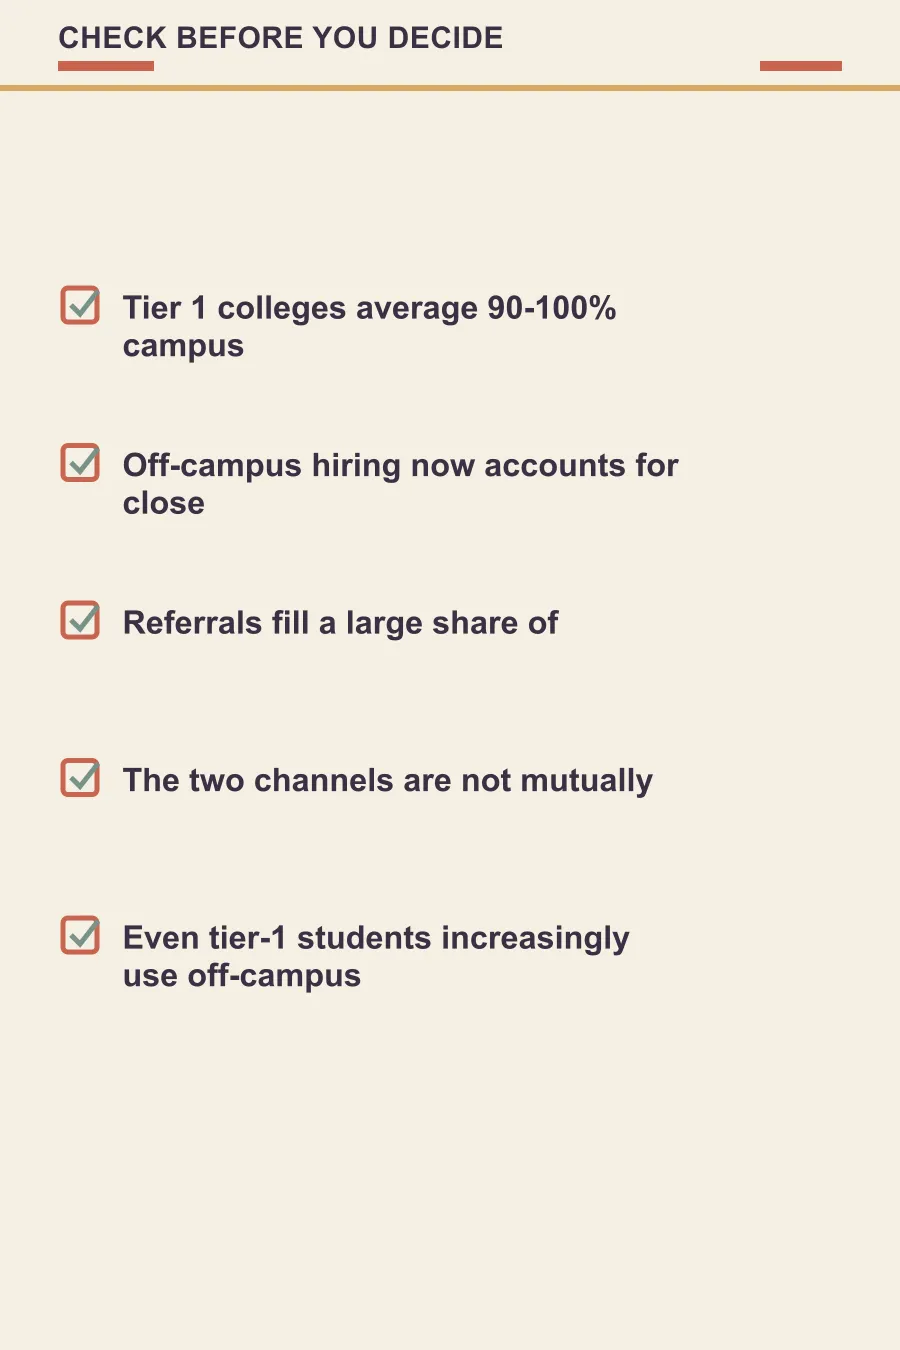 CHECK BEFORE YOU DECIDE
Tier 1 colleges average 90-100%
campus
Off-campus hiring now accounts for
close
Referrals fill a large share of
The two channels are not mutually
Even tier-1 students increasingly
use off-campus